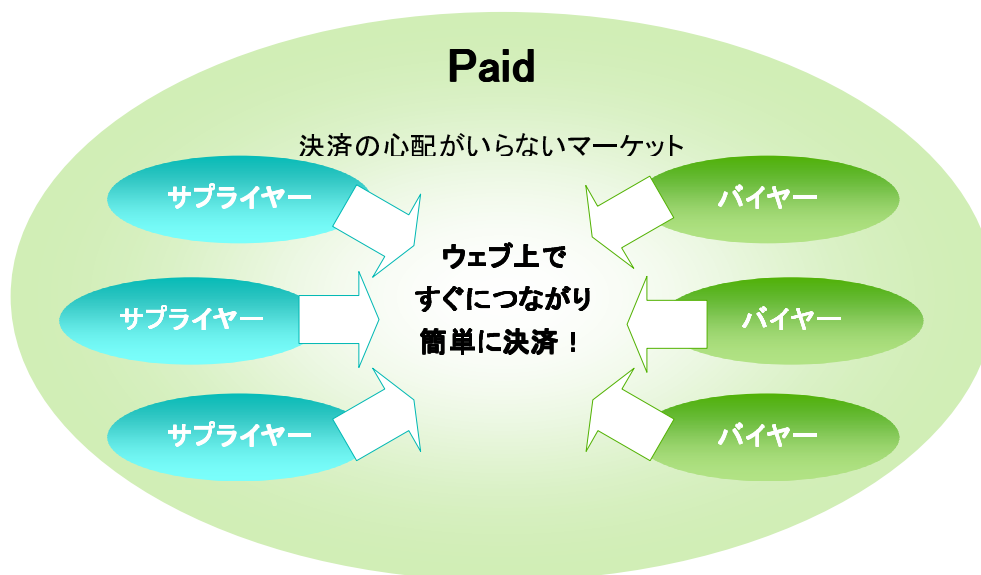 Paid
決済の心配がいらないマーケット
サプライヤー
バイヤー
ウェブ上で
すぐにつながり
簡単に決済！
サプライヤー
バイヤー
サプライヤー
バイヤー